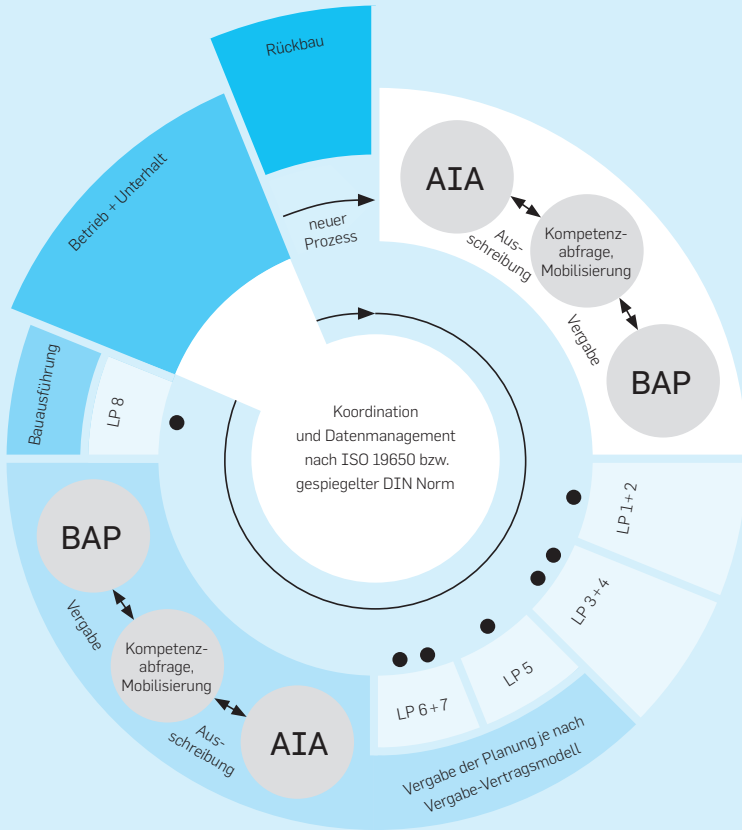 Rückbau
neuer
Prozess
AIA
Aus-
schreibung
Kompetenz-
abfrage,
Mobilisierung
Vergabe
BAP
LP 1+2
LP 3+4
LP 5
LP 6+7
Vergabe der Planung je nach
Vergabe-Vertragsmodell
AIA
Aus-
schreibung
Kompetenz-
abfrage,
Mobilisierung
Vergabe
BAP
LP 8
Bauausführung
Betrieb + Unterhalt
Koordination
und Datenmanagement
nach ISO 19650 bzw.
gespiegelter DIN Norm